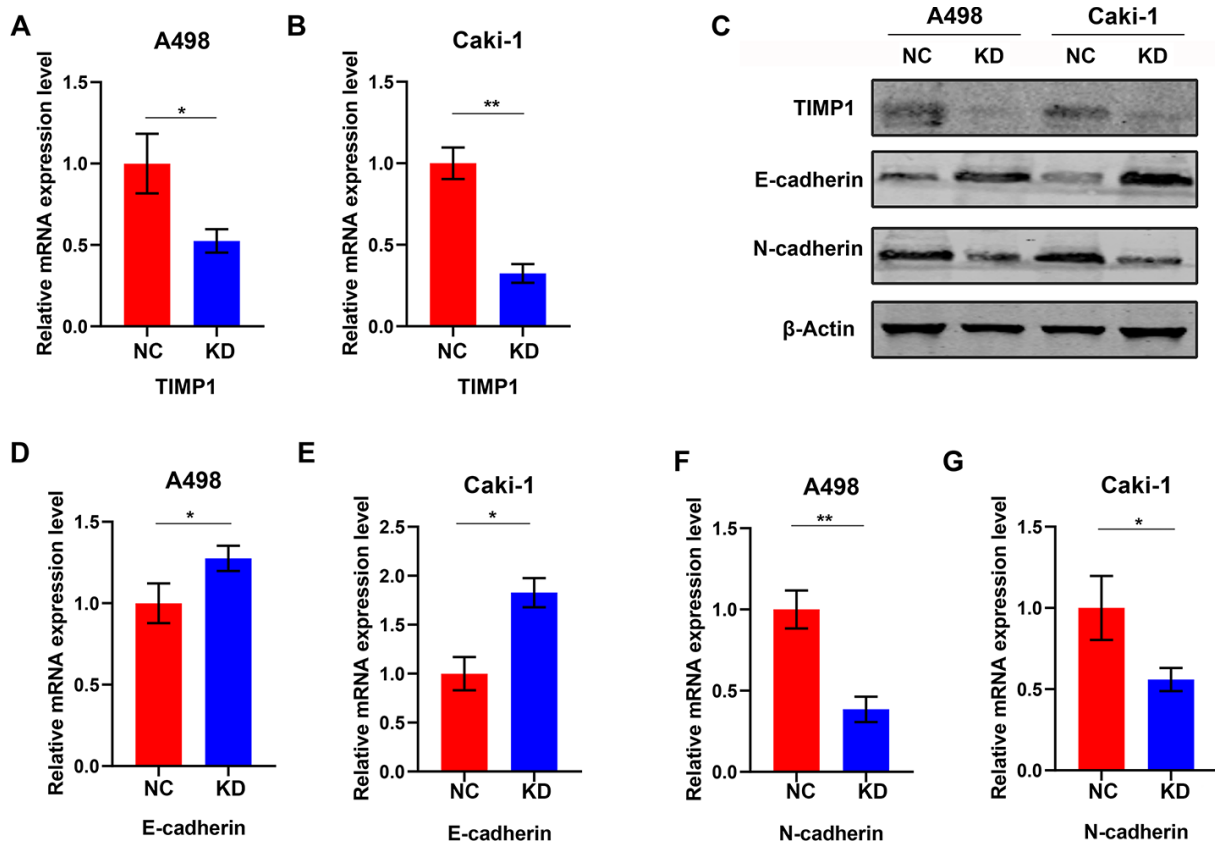 A
A498
Relative mRNA expression level
1.5
1.0
0.5
0.0
*
NC KD
TIMP1
B
Caki-1
Relative mRNA expression level
1.5
1.0
0.5
0.0
**
NC KD
TIMP1
C
A498 Caki-1
NC KD NC KD
TIMP1
E-cadherin
N-cadherin
β-Actin
D
A498
Relative mRNA expression level
1.5
1.0
0.5
0.0
*
NC KD
E-cadherin
E
Caki-1
Relative mRNA expression level
2.5
2.0
1.5
1.0
0.5
0.0
*
NC KD
E-cadherin
F
A498
Relative mRNA expression level
1.5
1.0
0.5
0.0
**
NC KD
N-cadherin
G
Caki-1
Relative mRNA expression level
1.5
1.0
0.5
0.0
*
NC KD
N-cadherin